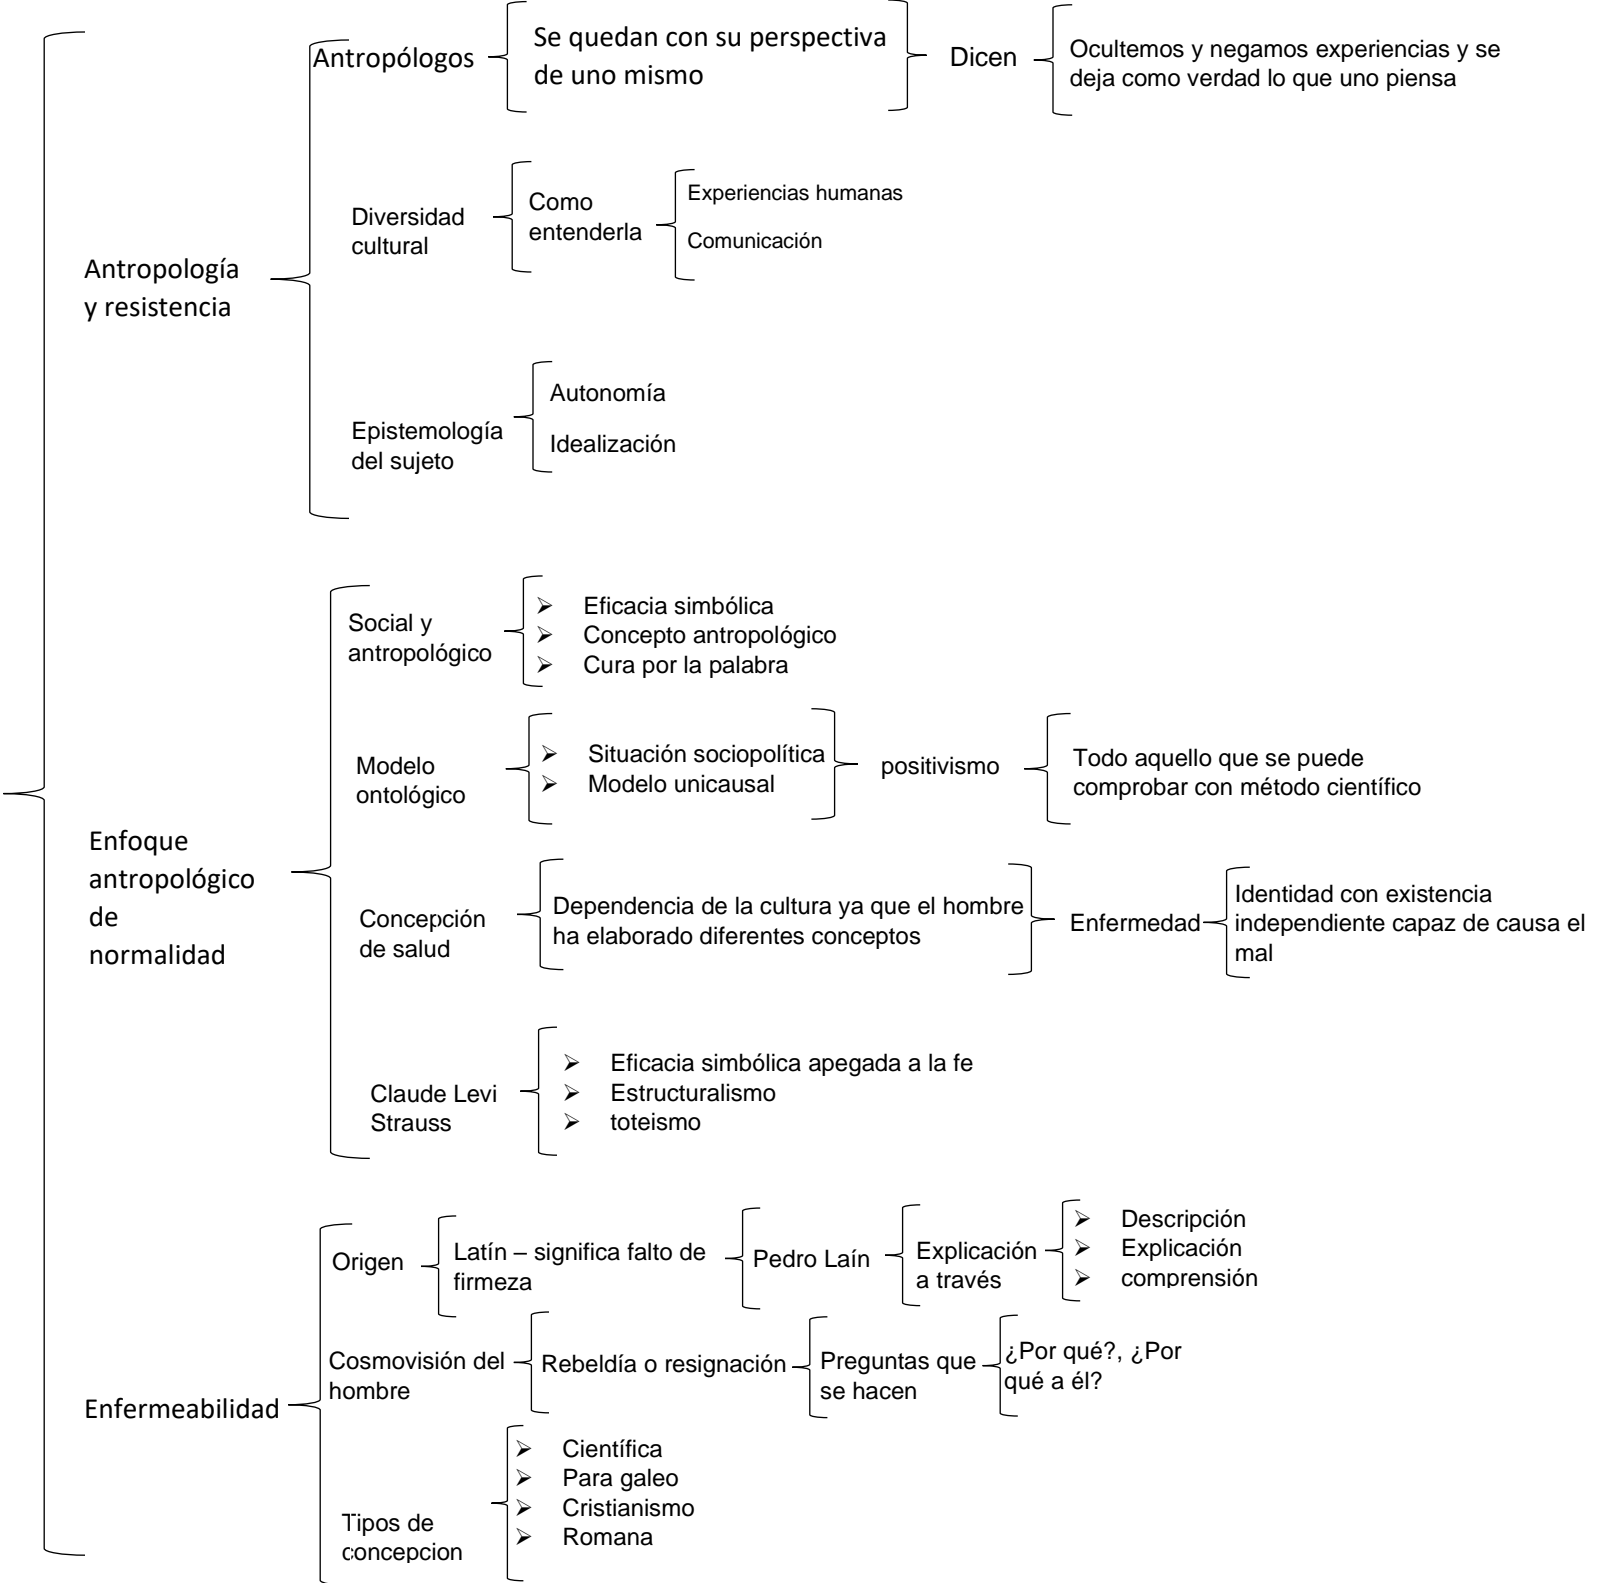 Antropología
y resistencia
Antropólogos
Se quedan con su perspectiva
de uno mismo
Dicen
Ocultemos y negamos experiencias y se
deja como verdad lo que uno piensa
Diversidad
cultural
Como
entenderla
Experiencias humanas
Comunicación
Epistemología
del sujeto
Autonomía
Idealización
Enfoque
antropológico
de
normalidad
Social y
antropológico
Eficacia simbólica
Concepto antropológico
Cura por la palabra
Modelo
ontológico
Situación sociopolítica
Modelo unicausal
positivismo
Todo aquello que se puede
comprobar con método científico
Concepción
de salud
Dependencia de la cultura ya que el hombre
ha elaborado diferentes conceptos
Enfermedad
Identidad con existencia
independiente capaz de causa el
mal
Claude Levi
Strauss
Eficacia simbólica apegada a la fe
Estructuralismo
toteismo
Enfermeabilidad
Origen
Latín – significa falto de
firmeza
Pedro Laín
Explicación
a través
Descripción
Explicación
comprensión
Cosmovisión del
hombre
Rebeldía o resignación
Preguntas que
se hacen
¿Por qué?, ¿Por
qué a él?
Tipos de
concepcion
Científica
Para galeo
Cristianismo
Romana